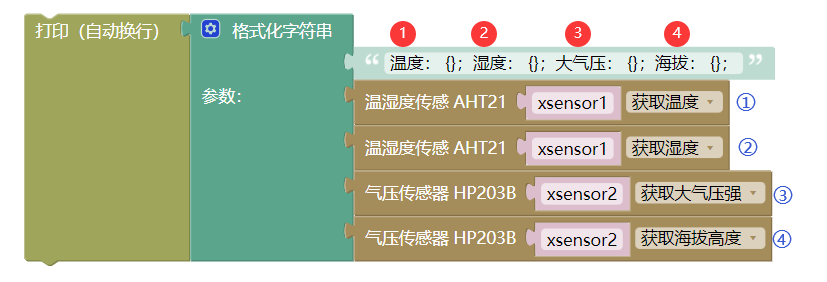 1 2 3 4
打印（自动换行） 格式化字符串
“ 温度： {}；湿度： {}；大气压： {}；海拔： {}； ”
参数：
温湿度传感 AHT21 xsensor1 获取温度 ①
温湿度传感 AHT21 xsensor1 获取湿度 ②
气压传感器 HP203B xsensor2 获取大气压强 ③
气压传感器 HP203B xsensor2 获取海拔高度 ④